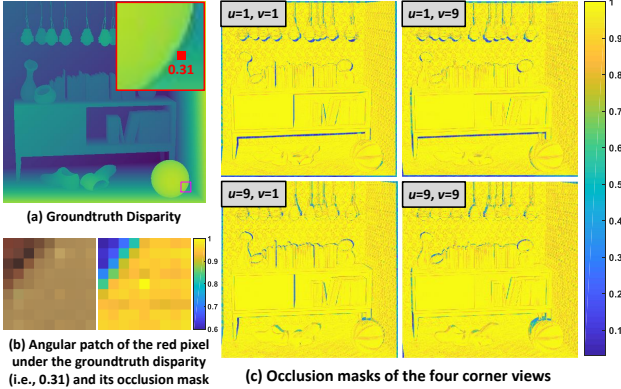 0.31
(a) Groundtruth Disparity
1
0.9
0.8
0.7
0.6
(b) Angular patch of the red pixel
under the groundtruth disparity
(i.e., 0.31) and its occlusion mask
u=1, v=1
u=1, v=9
u=9, v=1
u=9, v=9
1
0.9
0.8
0.7
0.6
0.5
0.4
0.3
0.2
0.1
(c) Occlusion masks of the four corner views